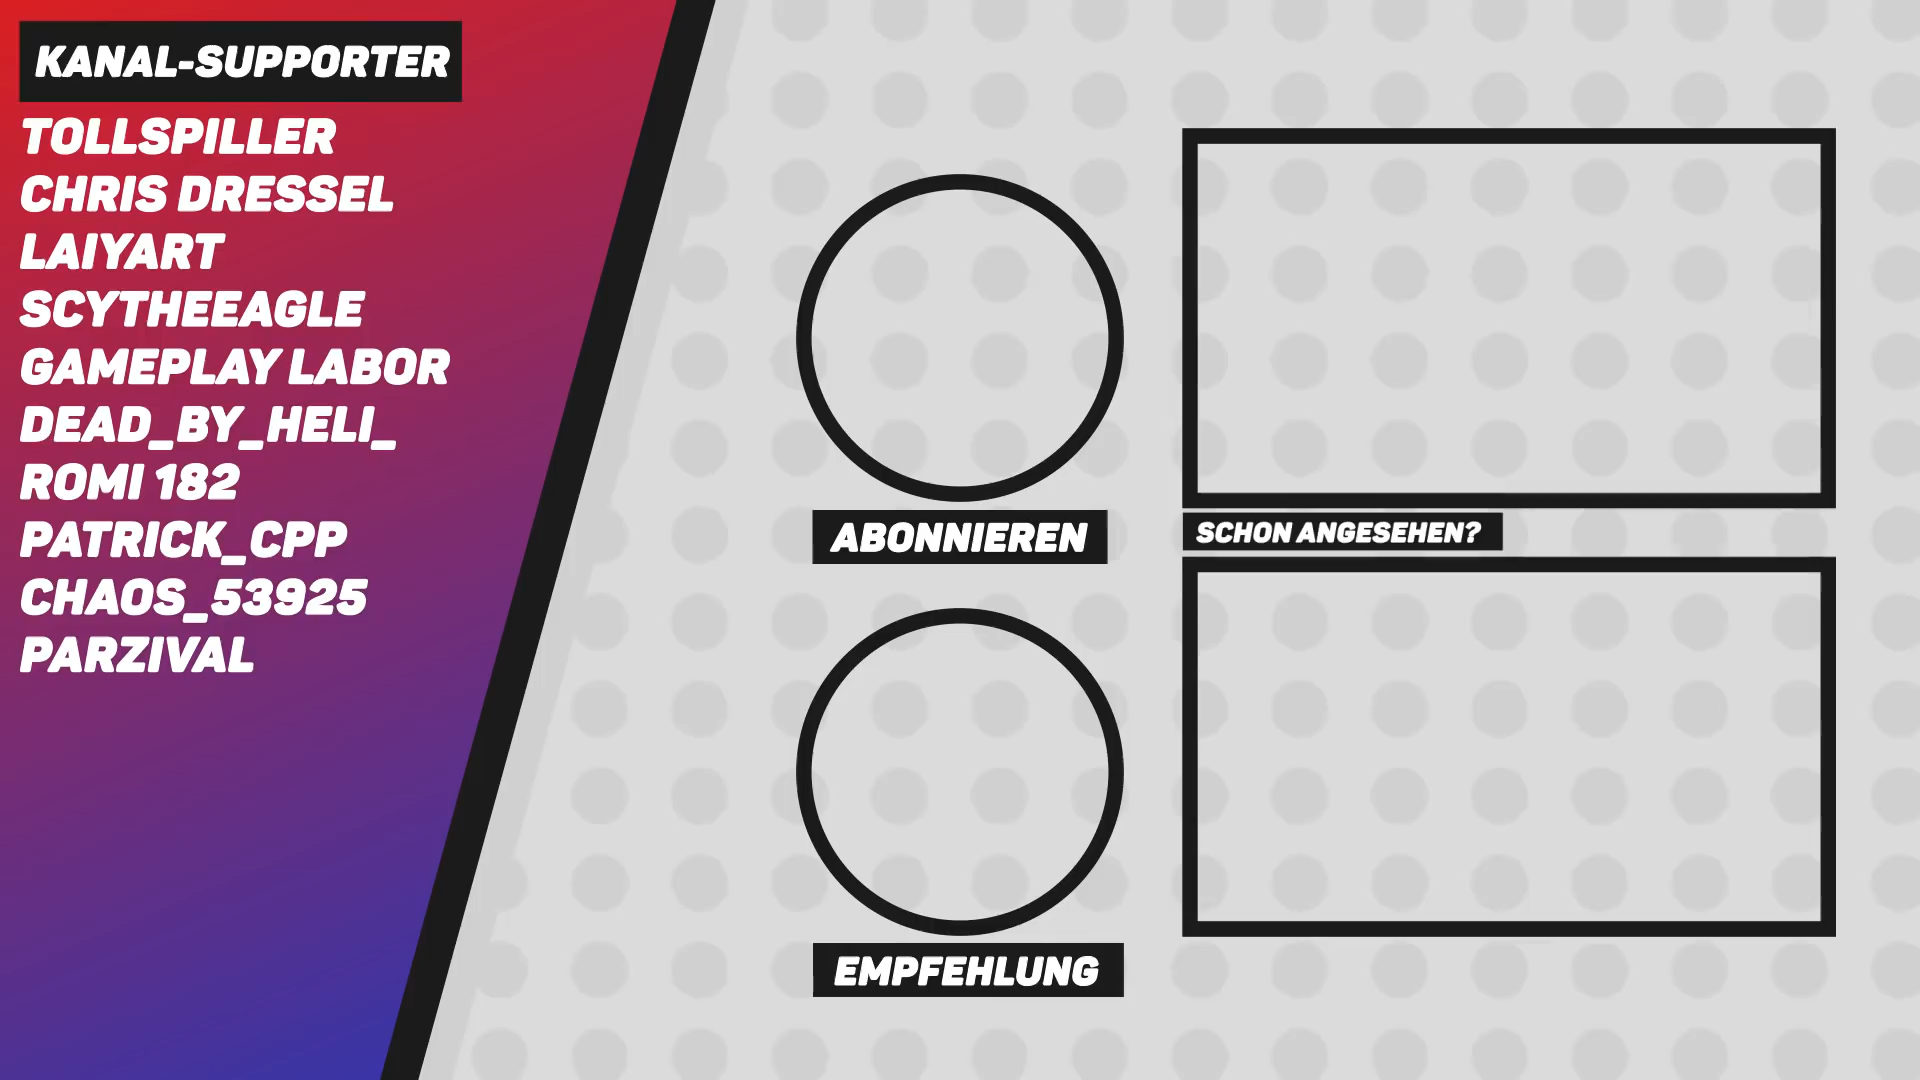 KANAL-SUPPORTER
TOLLSPILLER
CHRIS DRESSEL
LAIYART
SCYTHEEAGLE
GAMEPLAY LABOR
DEAD_BY_HELI_
ROMI 182
PATRICK_CPP
CHAOS_53925
PARZIVAL
ABONNIEREN
EMPFEHLUNG
SCHON ANGESEHEN?